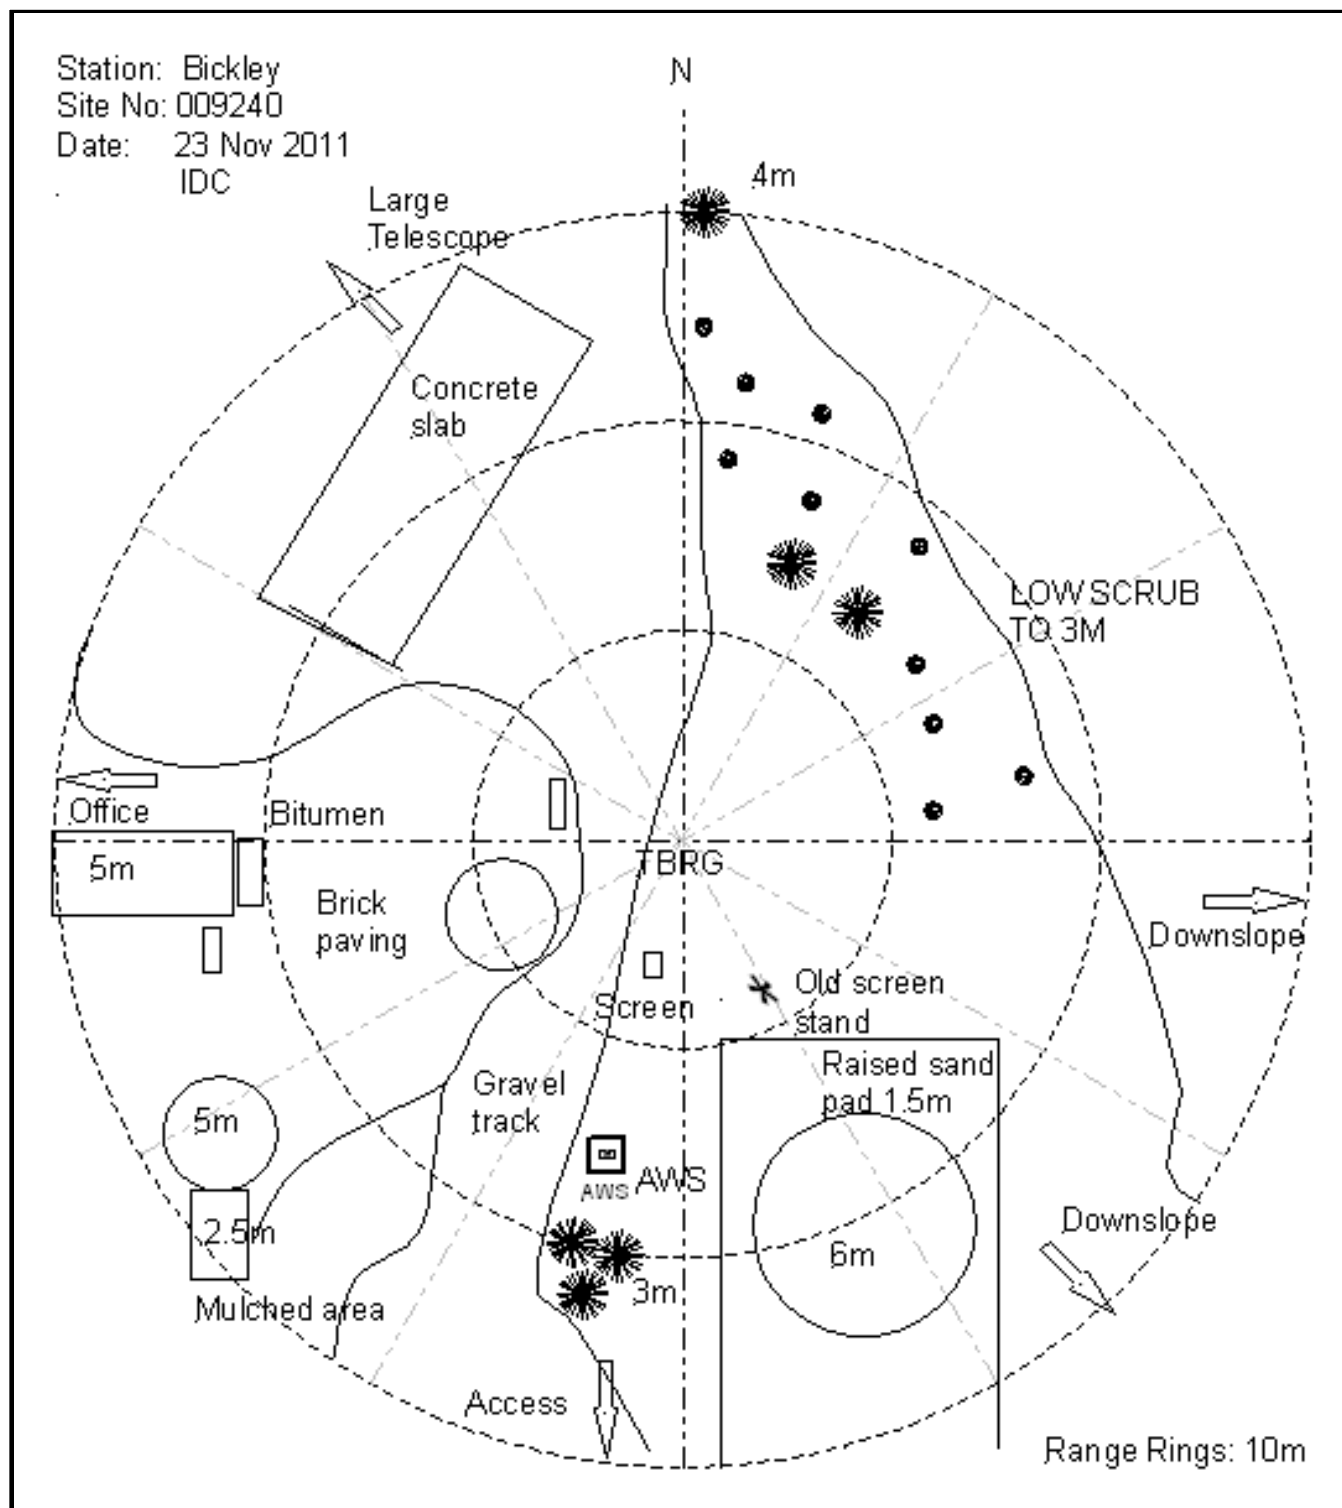 Station: Bickley
Site No: 009240
Date: 23 Nov 2011
IDC
N
4m
Large
Telescope
Concrete
slab
LOW SCRUB
TO 3M
Office
Bitumen
5m
TBRG
Brick
paving
Downslope
Screen
Old screen
stand
Gravel
track
Raised sand
pad 1.5m
5m
AWS
AWS
2.5m
Downslope
6m
3m
Mulched area
Access
Range Rings: 10m